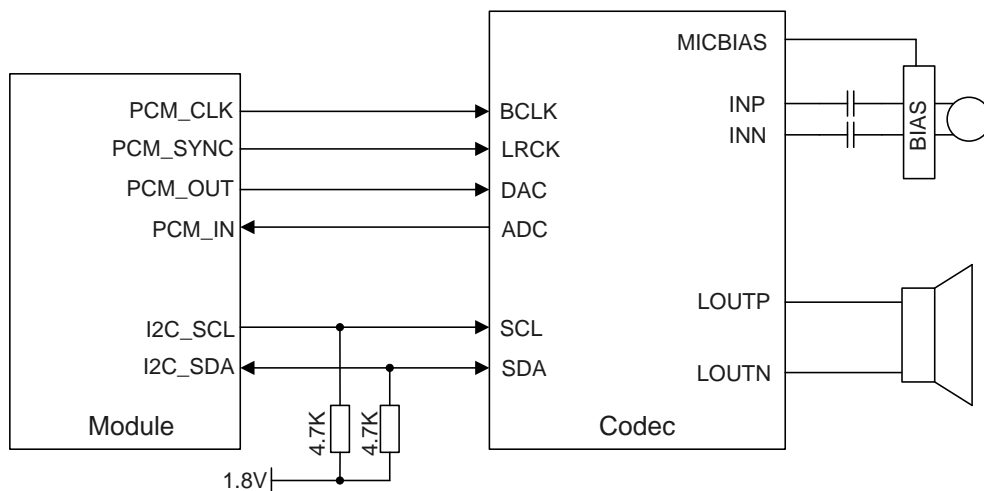 PCM_CLK
PCM_SYNC
PCM_OUT
PCM_IN
I2C_SCL
I2C_SDA
Module
BCLK
LRCK
DAC
ADC
SCL
SDA
Codec
MICBIAS
INP
INN
LOUTP
LOUTN
BIAS
4.7K
4.7K
1.8V